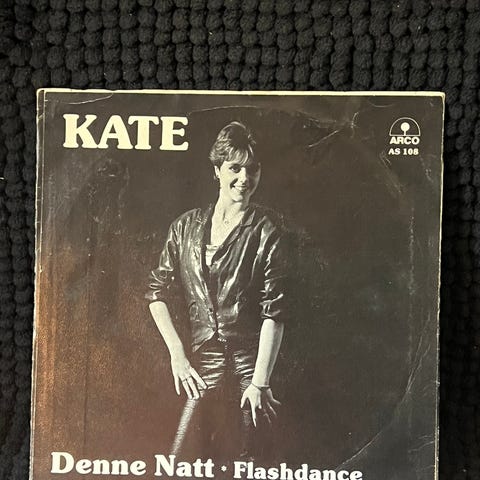 KATE
ARCO
AS 108
Denne Natt * Flashdance